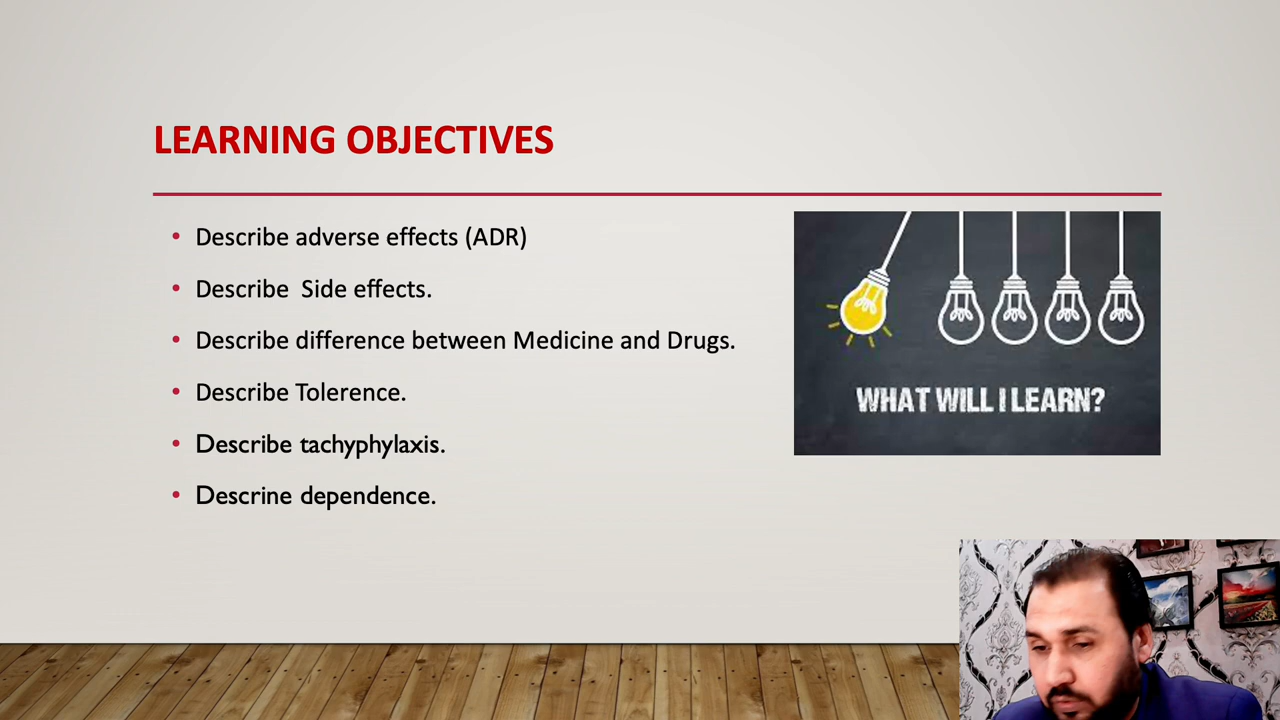 LEARNING OBJECTIVES
• Describe adverse effects (ADR)
• Describe  Side effects.
• Describe difference between Medicine and Drugs.
• Describe Tolerence.
• Describe tachyphylaxis.
• Descrine dependence.
WHAT WILL I LEARN?